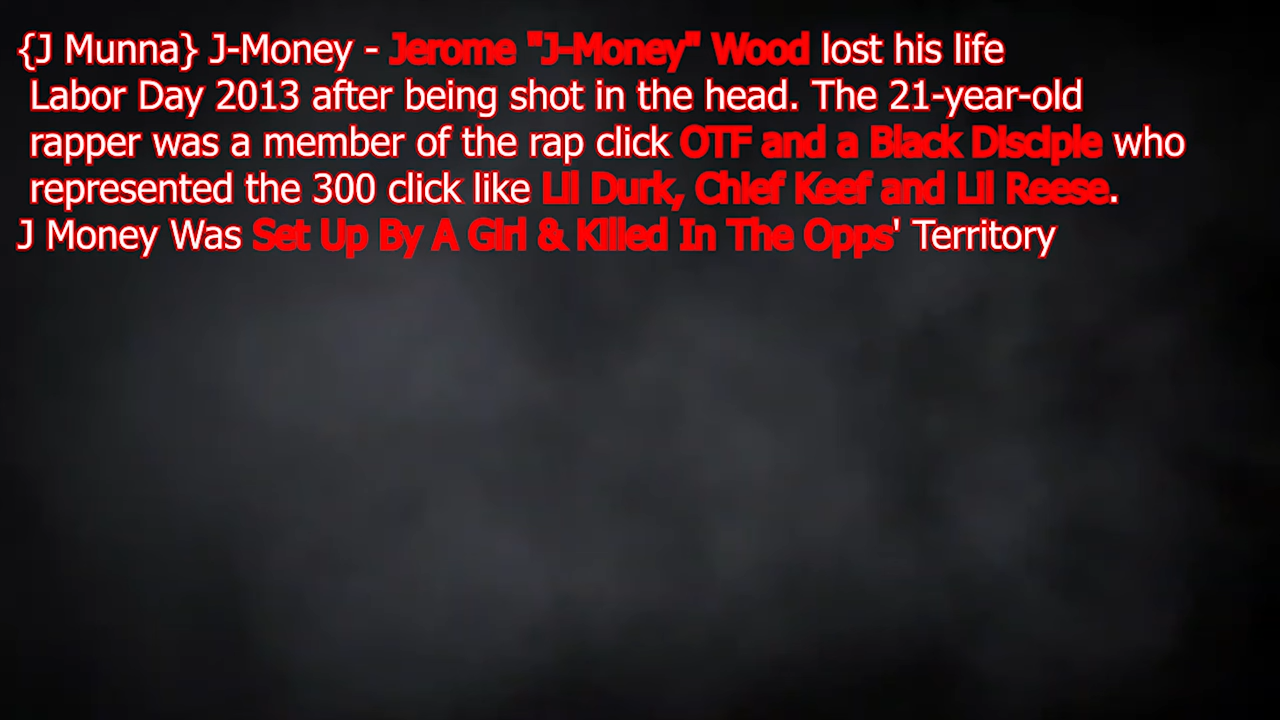 {J Munna} J-Money - Jerome "J-Money" Wood lost his life
Labor Day 2013 after being shot in the head. The 21-year-old
rapper was a member of the rap click OTF and a Black Disciple who
represented the 300 click like Lil Durk, Chief Keef and Lil Reese.
J Money Was Set Up By A Girl & Killed In The Opps' Territory